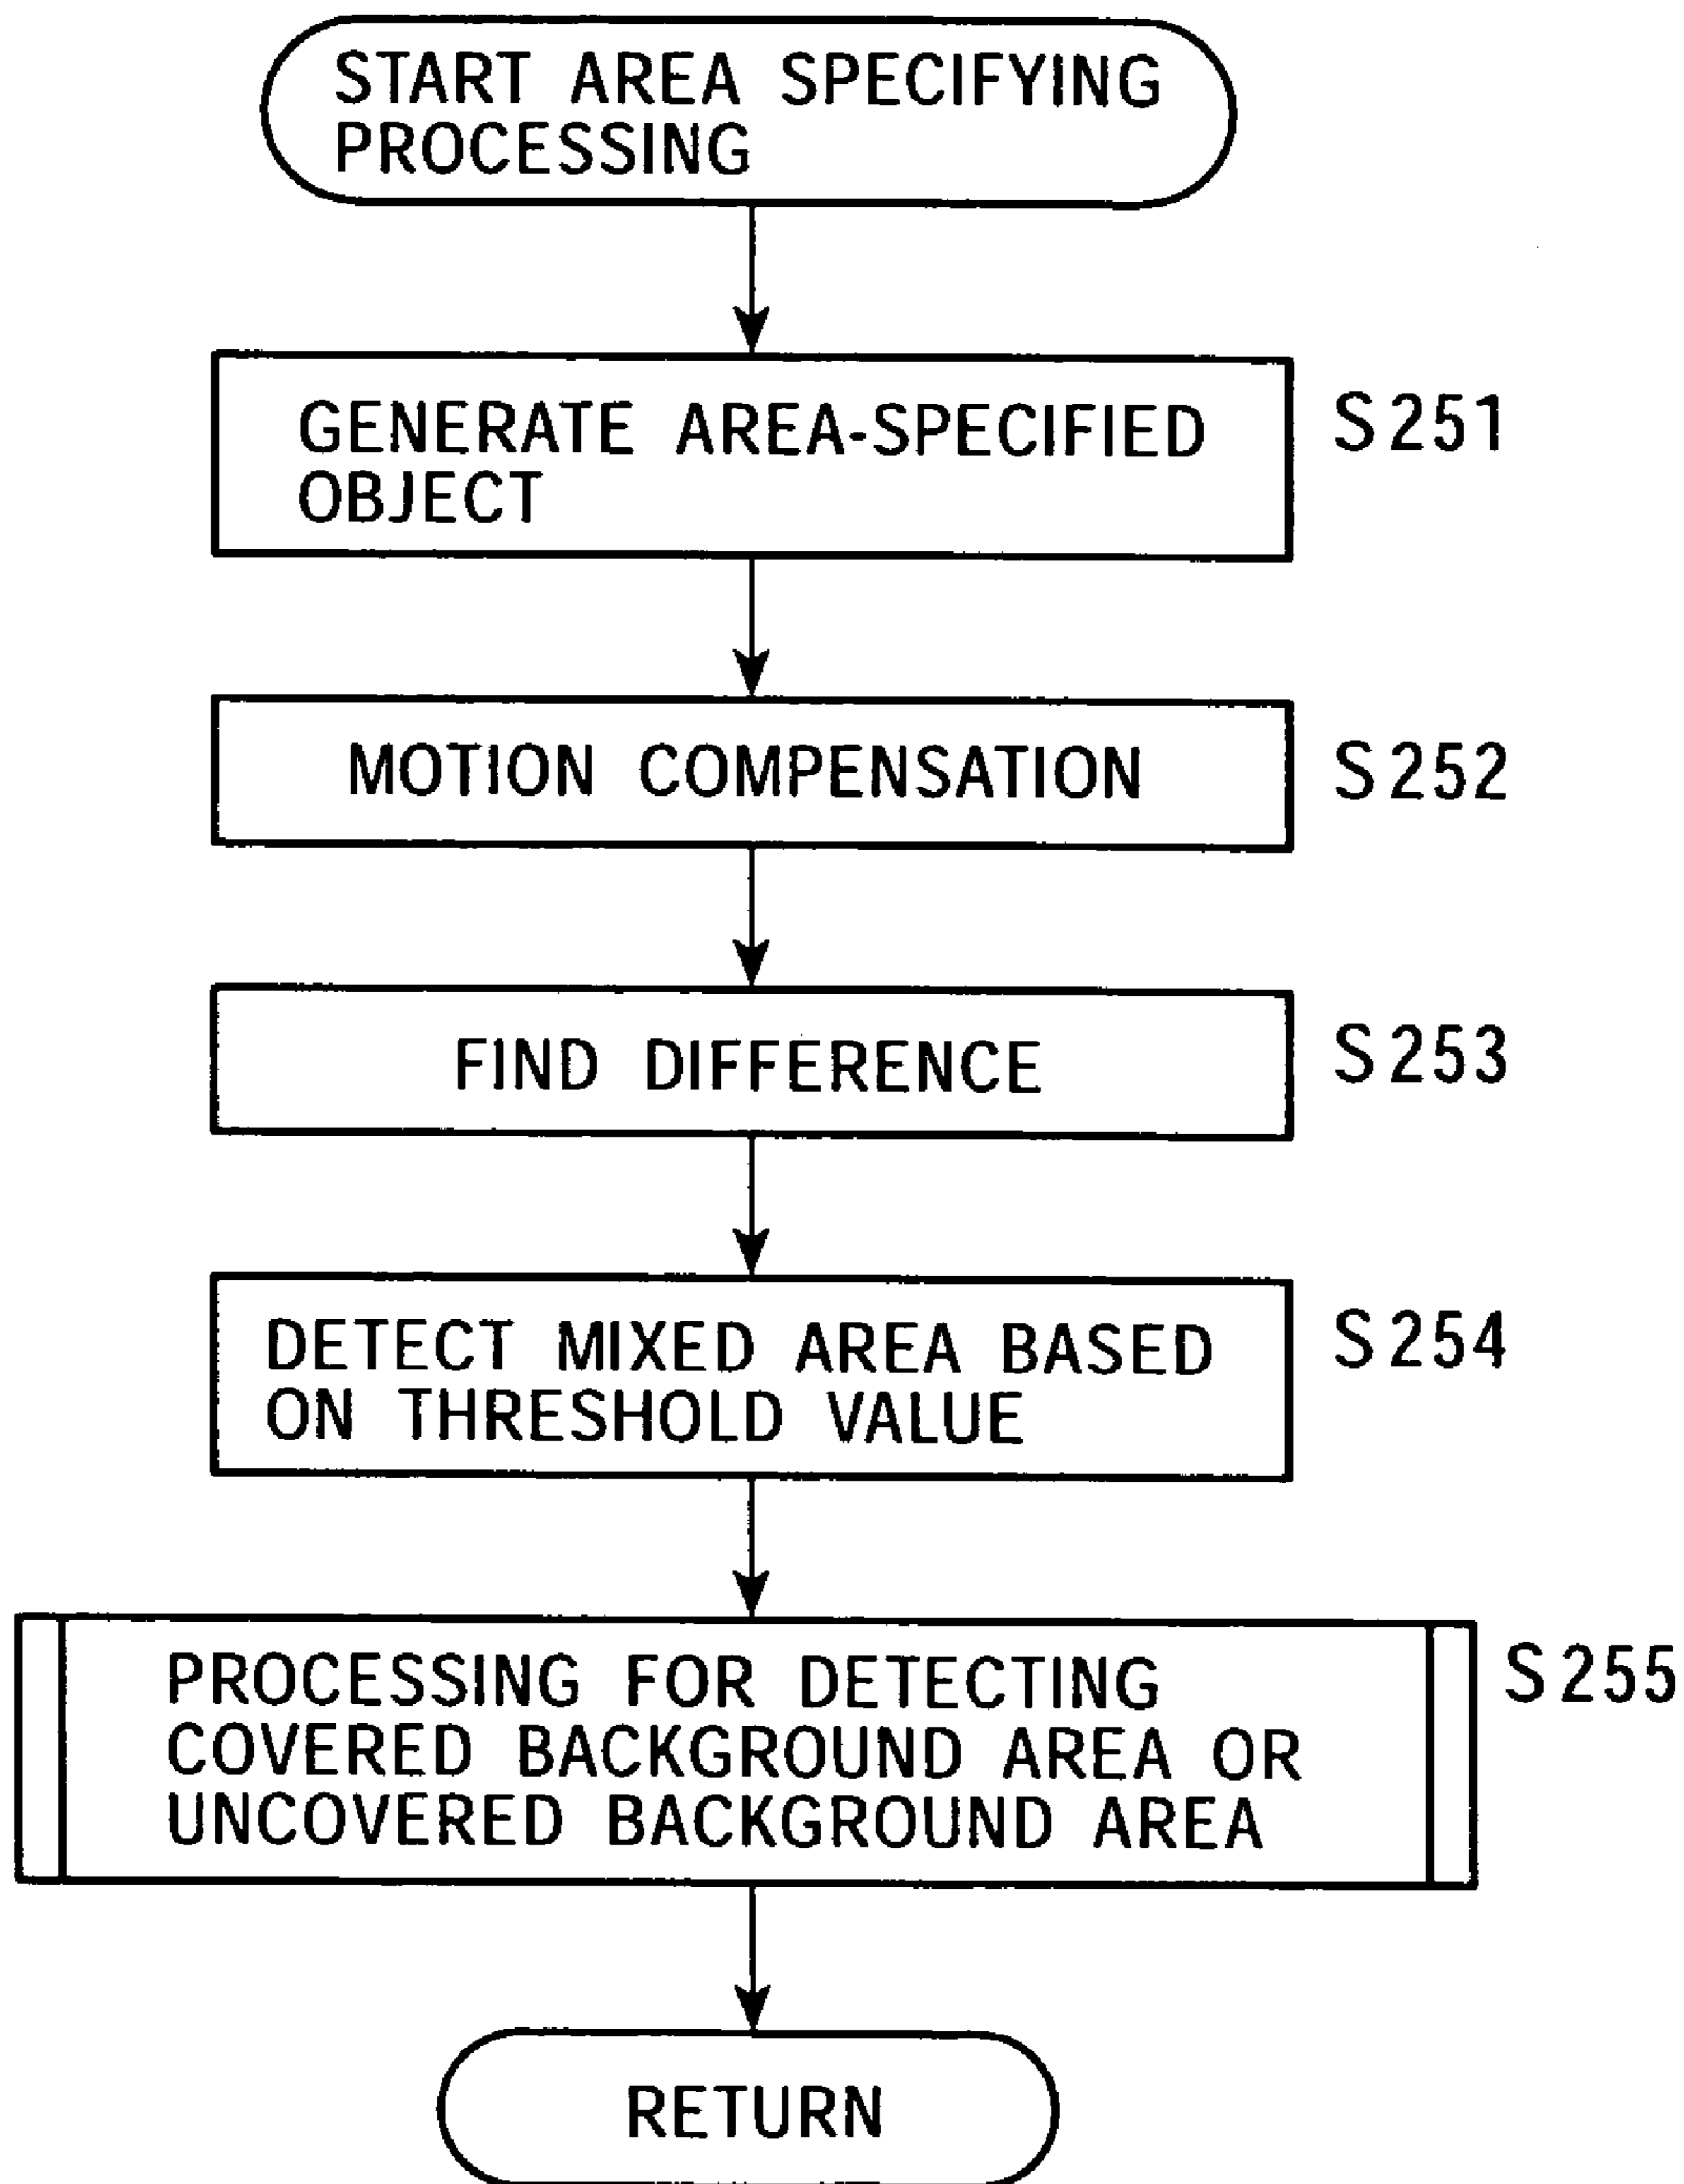 START AREA SPECIFYING
PROCESSING
GENERATE AREA-SPECIFIED
OBJECT
S251
MOTION COMPENSATION
S252
FIND DIFFERENCE
S253
DETECT MIXED AREA BASED
ON THRESHOLD VALUE
S254
PROCESSING FOR DETECTING
COVERED BACKGROUND AREA OR
UNCOVERED BACKGROUND AREA
S255
RETURN